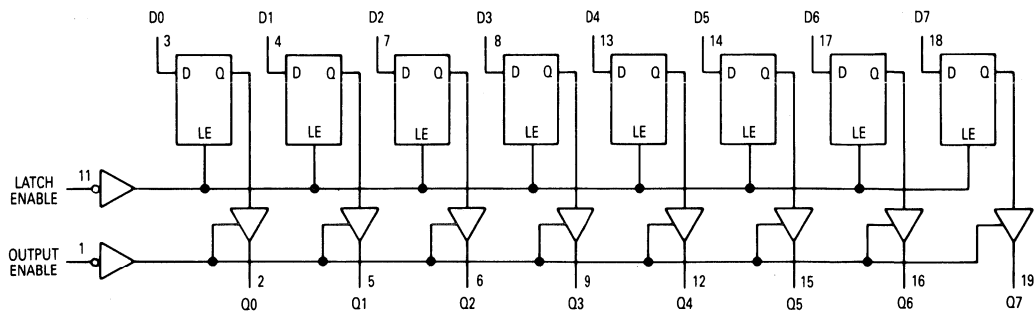 D0 D1 D2 D3 D4 D5 D6 D7
3 4 7 8 13 14 17 18
D Q D Q D Q D Q D Q D Q D Q D Q
LE LE LE LE LE LE LE LE
LATCH ENABLE 11
OUTPUT ENABLE 1
2 5 6 9 12 15 16 19
Q0 Q1 Q2 Q3 Q4 Q5 Q6 Q7